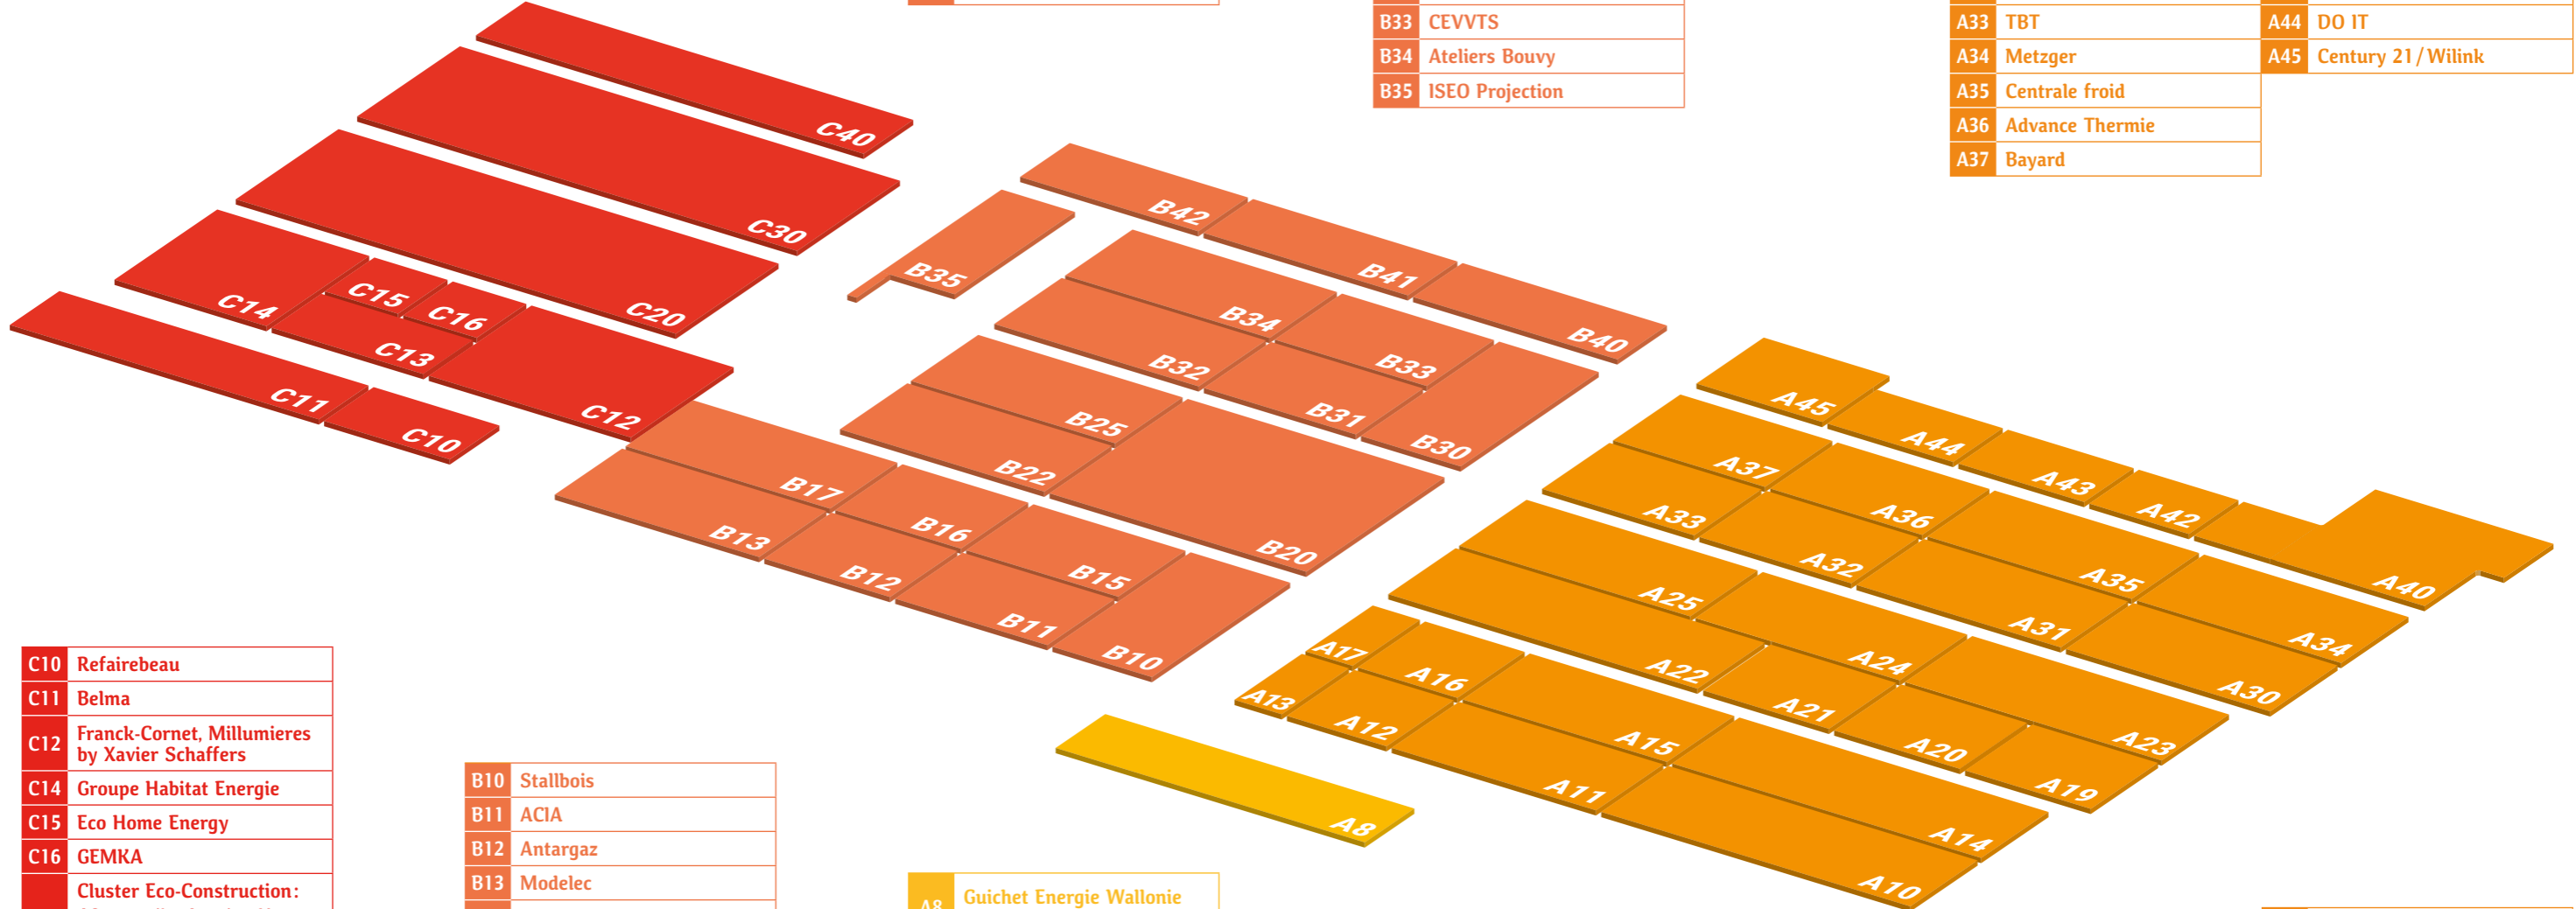 B33 CEVVTS
B34 Ateliers Bouvy
B35 ISEO Projection
A33 TBT
A34 Metzger
A35 Centrale froid
A36 Advance Thermie
A37 Bayard
A44 DO IT
A45 Century 21/Wilink
C40
C30
C20
C14
C15
C16
C13
C12
C11
C10
B42
B41
B40
B35
B34
B33
B32
B31
B30
B25
B22
B20
B17
B16
B15
B13
B12
B11
B10
A45
A44
A43
A42
A40
A37
A36
A35
A34
A33
A32
A31
A30
A25
A24
A23
A22
A21
A20
A19
A17
A16
A15
A14
A13
A12
A11
A10
A8
C10 Refairebeau
C11 Belma
C12 Franck-Cornet, Millumieres
by Xavier Schaffers
C14 Groupe Habitat Energie
C15 Eco Home Energy
C16 GEMKA
Cluster Eco-Construction:
B10 Stallbois
B11 ACIA
B12 Antargaz
B13 Modelec
A8 Guichet Energie Wallonie